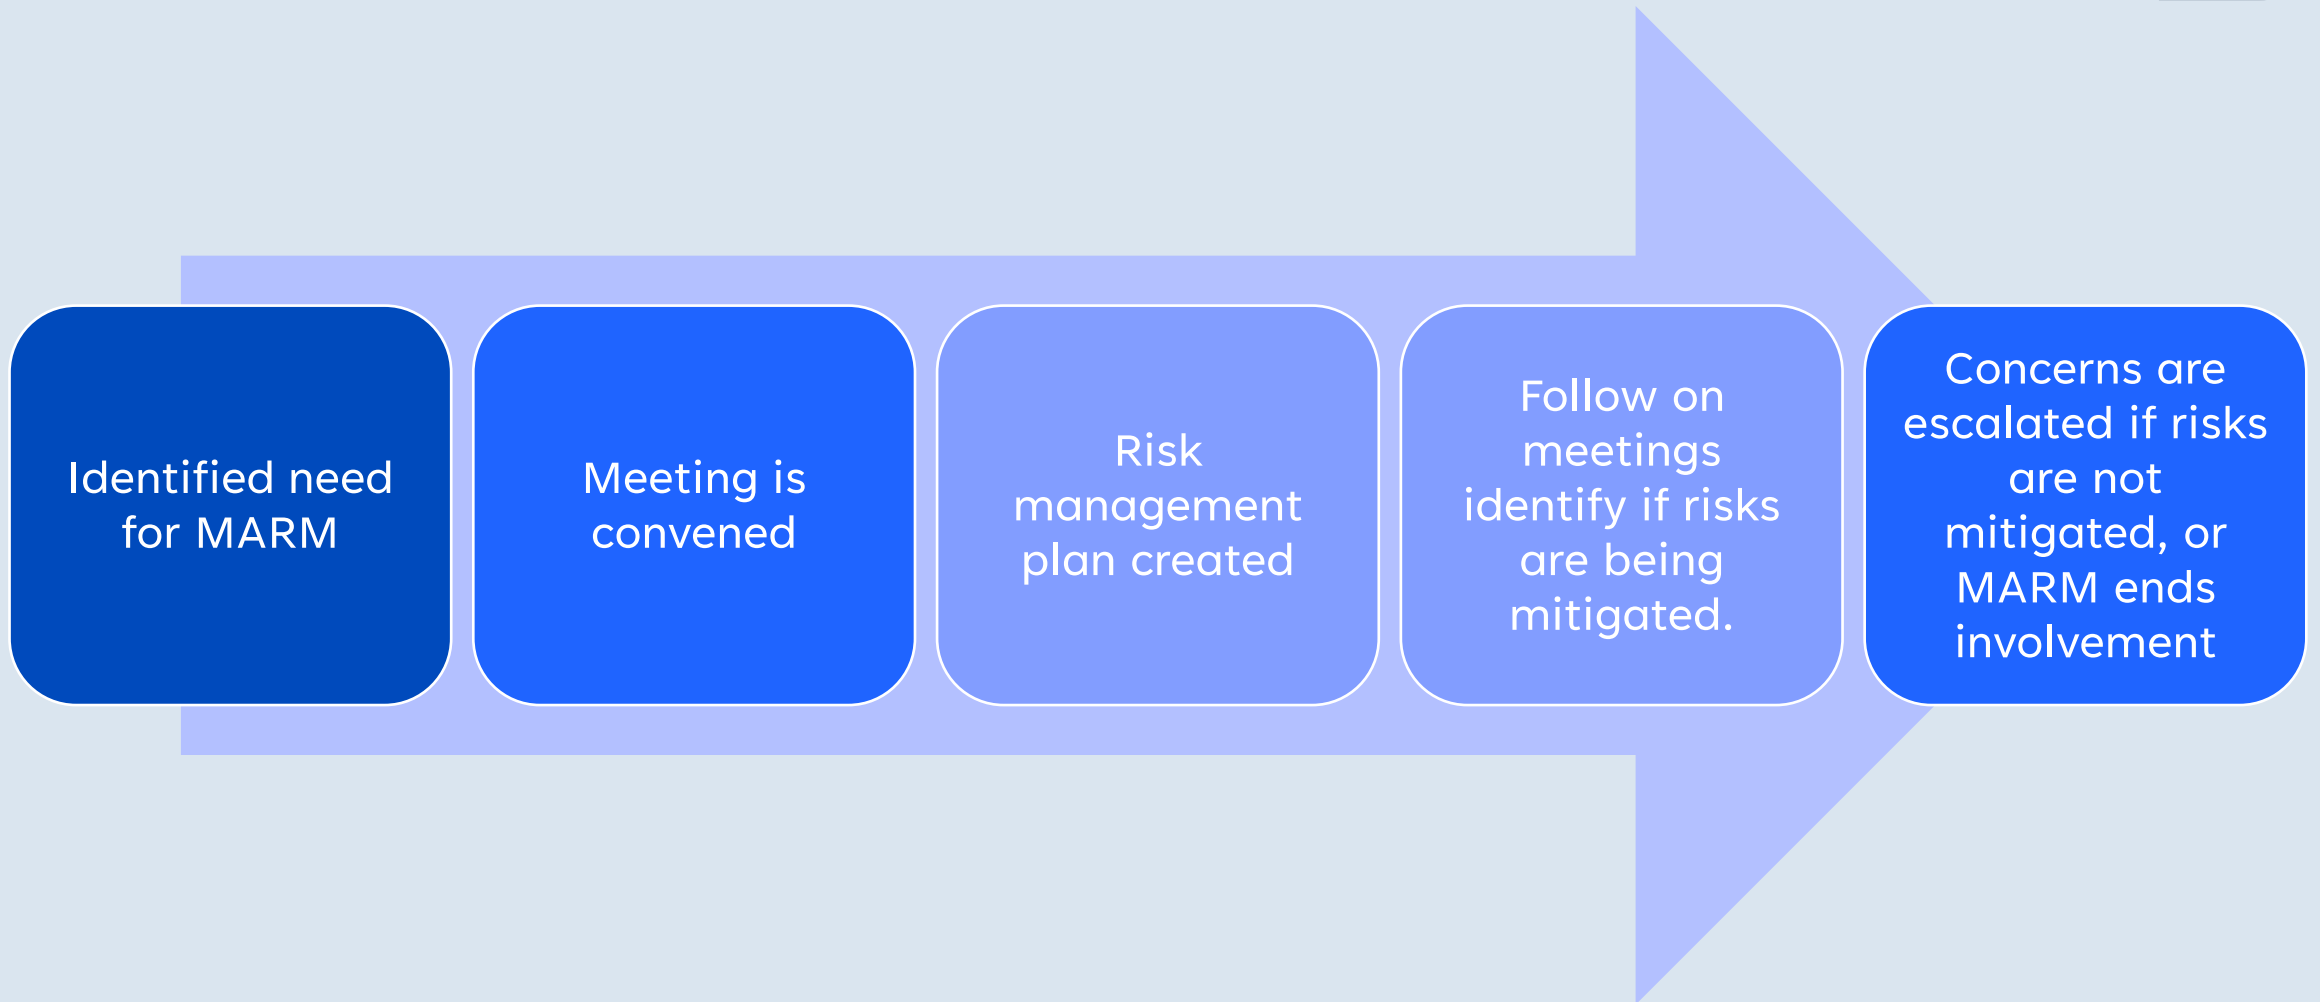 Identified need
for MARM
Meeting is
convened
Risk
management
plan created
Follow on
meetings
identify if risks
are being
mitigated.
Concerns are
escalated if risks
are not
mitigated, or
MARM ends
involvement